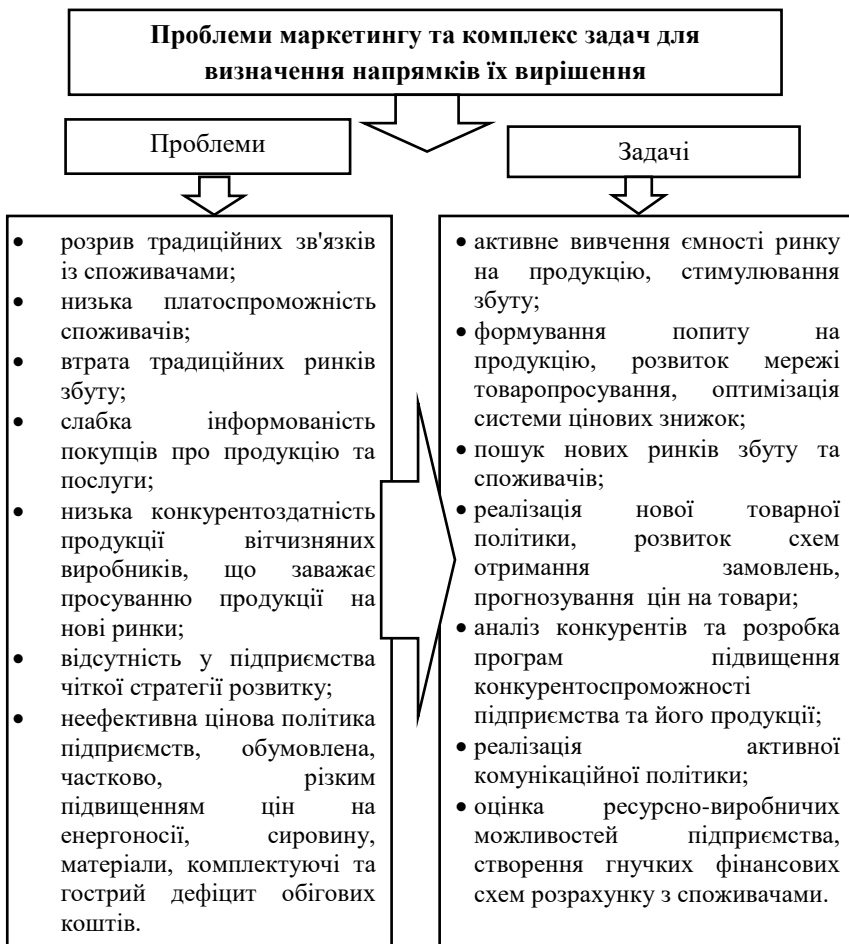 Проблеми маркетингу та комплекс задач для
визначення напрямків їх вирішення
Проблеми
Задачі
• розрив традиційних зв'язків
із споживачами;
• низька платоспроможність
споживачів;
• втрата традиційних ринків
збуту;
• слабка інформованість
покупців про продукцію та
послуги;
• низька конкурентоздатність
продукції вітчизняних
виробників, що заважає
просуванню продукції на
нові ринки;
• відсутність у підприємства
чіткої стратегії розвитку;
• неефективна цінова політика
підприємств, обумовлена,
частково, різким
підвищенням цін на
енергоносії, сировину,
матеріали, комплектуючі та
гострий дефіцит обігових
коштів.
• активне вивчення ємності ринку
на продукцію, стимулювання
збуту;
• формування попиту на
продукцію, розвиток мережі
товаропросування, оптимізація
системи цінових знижок;
• пошук нових ринків збуту та
споживачів;
• реалізація нової товарної
політики, розвиток схем
отримання замовлень,
прогнозування цін на товари;
• аналіз конкурентів та розробка
програм підвищення
конкурентоспроможності
підприємства та його продукції;
• реалізація активної
комунікаційної політики;
• оцінка ресурсно-виробничих
можливостей підприємства,
створення гнучких фінансових
схем розрахунку з споживачами.